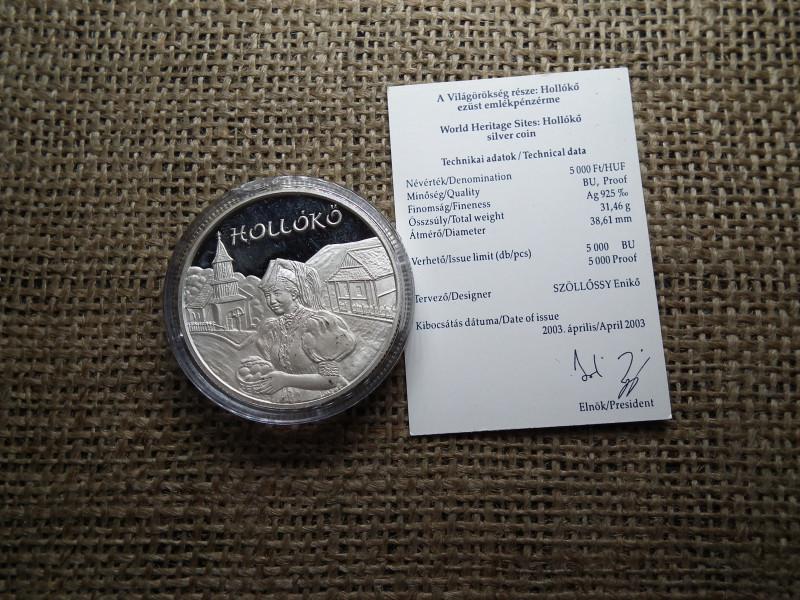 HOLLÓKŐ
A Világörökség része: Hollókő
ezüst emlékpénzérme
World Heritage Sites: Hollókő
silver coin
Technikai adatok / Technical data
Névérték/Denomination 5 000 Ft/HUF
Minőség/Quality BU, Proof
Finomság/Fineness Ag 925 ‰
Összsúly/Total weight 31,46 g
Átmérő/Diameter 38,61 mm
Verhető/Issue limit (db/pcs) 5 000 BU
5 000 Proof
Tervező/Designer SZÖLLŐSSY Enikő
Kibocsátás dátuma/Date of issue
2003. április/April 2003
Elnök/President